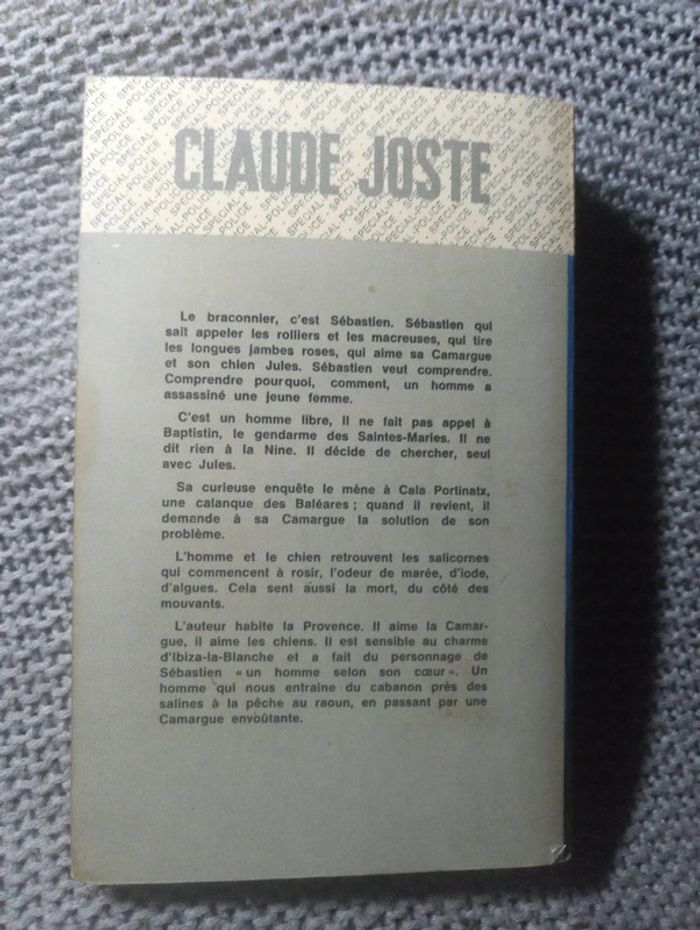 SPECIAL-POLICE - SPECIAL-POLICE - SPECIAL-POLICE
CLAUDE JOSTE
Le braconnier, c'est Sébastien. Sébastien qui
sait appeler les rolliers et les macreuses, qui tire
les longues jambes roses, qui aime sa Camargue
et son chien Jules. Sébastien veut comprendre.
Comprendre pourquoi, comment, un homme a
assassiné une jeune femme.
C'est un homme libre, il ne fait pas appel à
Baptistin, le gendarme des Saintes-Maries. Il ne
dit rien à la Nine. Il décide de chercher, seul
avec Jules.
Sa curieuse enquête le mène à Cala Portinatx,
une calanque des Baléares ; quand il revient, il
demande à sa Camargue la solution de son
problème.
L'homme et le chien retrouvent les salicornes
qui commencent à rosir, l'odeur de marée, d'iode,
d'algues. Cela sent aussi la mort, du côté des
mouvants.
L'auteur habite la Provence. Il aime la Camar-
gue, il aime les chiens. Il est sensible au charme
d'Ibiza-la-Blanche et a fait du personnage de
Sébastien « un homme selon son cœur ». Un
homme qui nous entraine du cabanon près des
salines à la pêche au raoun, en passant par une
Camargue envoûtante.